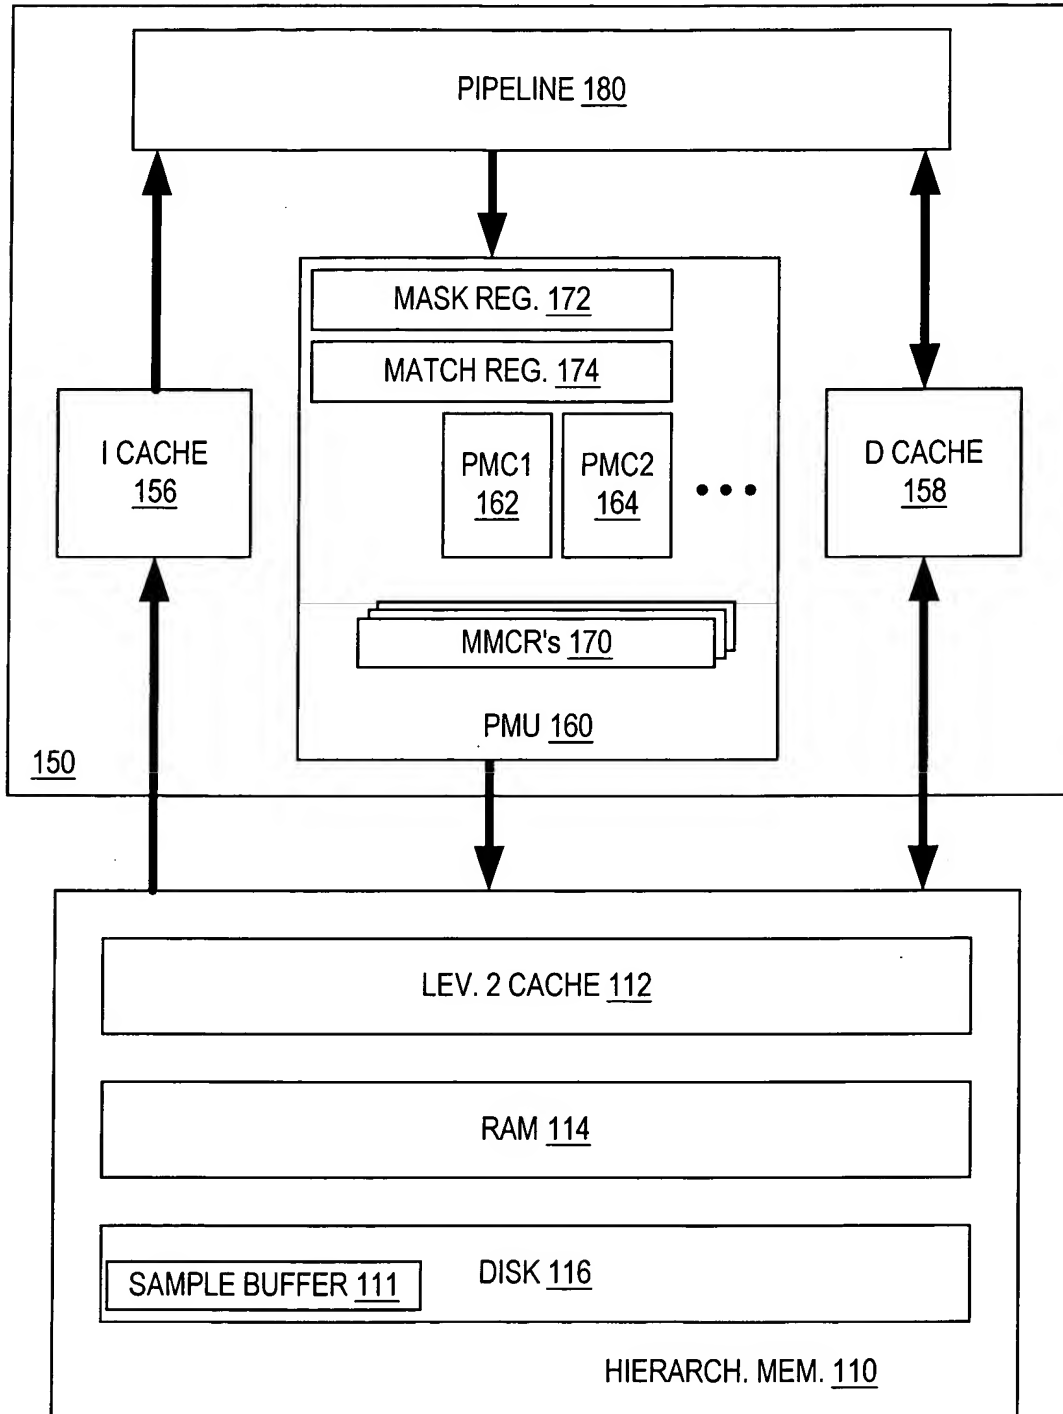 PIPELINE 180
MASK REG. 172
MATCH REG. 174
I CACHE
156
PMC1
162
PMC2
164
D CACHE
158
MMCR's 170
PMU 160
150
LEV. 2 CACHE 112
RAM 114
DISK 116
SAMPLE BUFFER 111
HIERARCH. MEM. 110